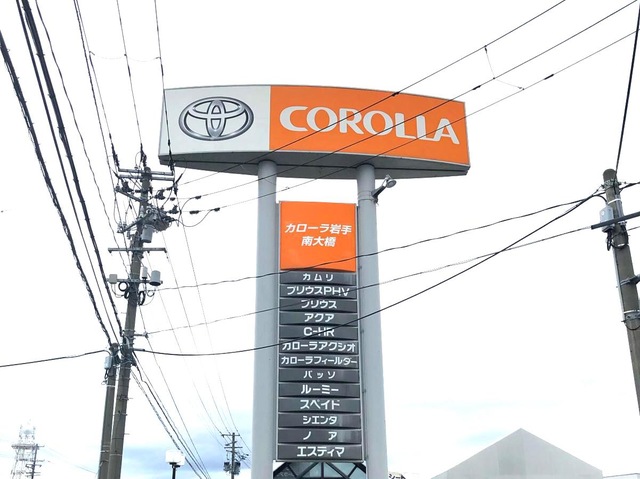 COROLLA
カローラ岩手
南大橋
カムリ
プリウスPHV
プリウス
アクア
C-HR
カローラアクシオ
カローラフィールダー
パッソ
ルーミー
スペイド
シエンタ
ノア
エスティマ